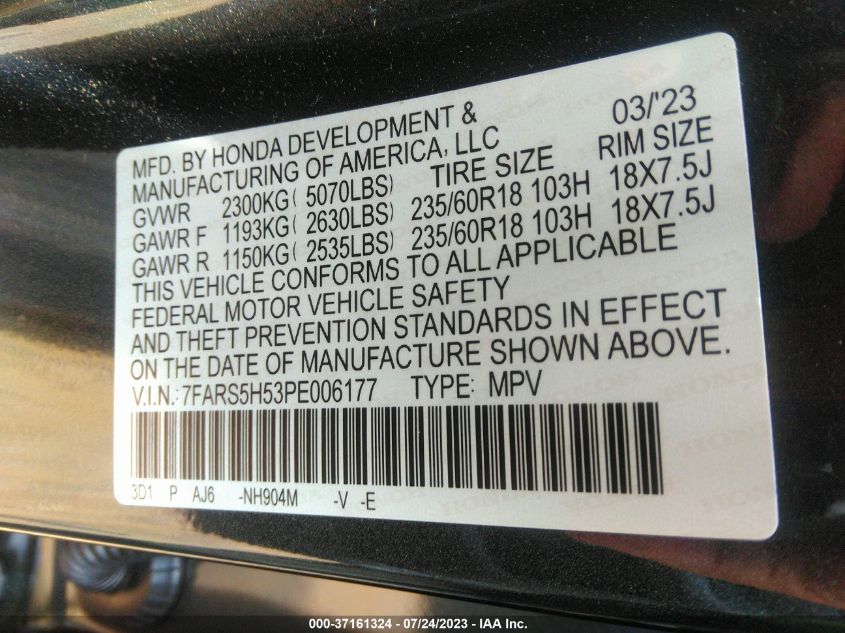 MFD. BY HONDA DEVELOPMENT & 03/'23
MANUFACTURING OF AMERICA, LLC
TIRE SIZE RIM SIZE
GVWR 2300KG( 5070LBS)
GAWR F 1193KG( 2630LBS) 235/60R18 103H 18X7.5J
GAWR R 1150KG( 2535LBS) 235/60R18 103H 18X7.5J
THIS VEHICLE CONFORMS TO ALL APPLICABLE
FEDERAL MOTOR VEHICLE SAFETY
AND THEFT PREVENTION STANDARDS IN EFFECT
ON THE DATE OF MANUFACTURE SHOWN ABOVE.
V.I.N.: 7FARS5H53PE006177 TYPE: MPV
3D1 P AJ6 -NH904M -V -E
000-37161324 - 07/24/2023 - IAA Inc.